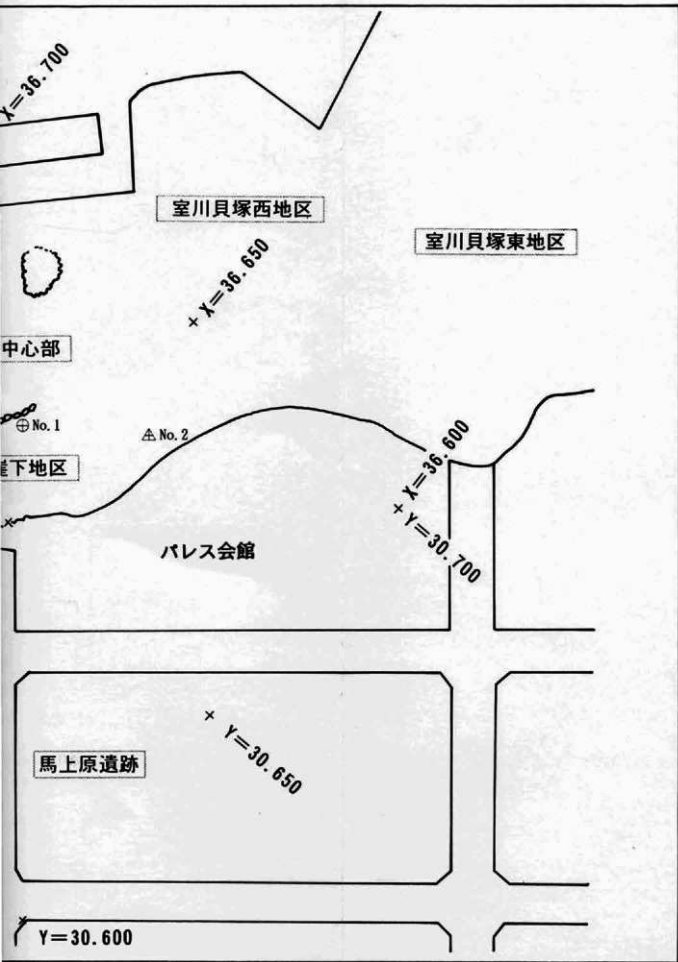 X=36.700
室川貝塚西地区
室川貝塚東地区
X=36.650
中心部
No.1
No.2
崖下地区
X=36.600
Y=30.700
パレス会館
Y=30.650
馬上原遺跡
Y=30.600